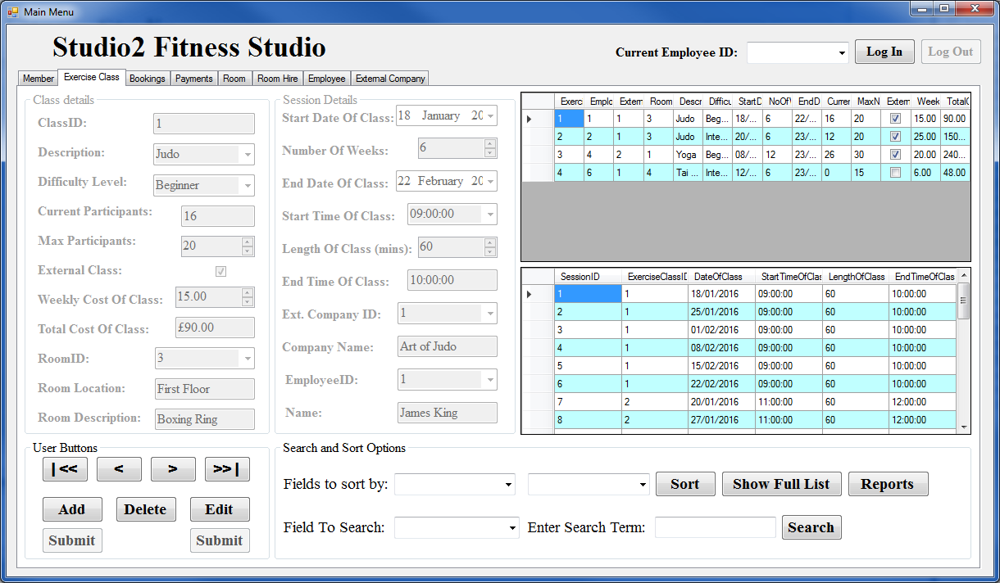 Main Menu
Studio2 Fitness Studio
Current Employee ID: Log In Log Out
Member Exercise Class Bookings Payments Room Room Hire Employee External Company
Class details
ClassID: 1
Description: Judo
Difficulty Level: Beginner
Current Participants: 16
Max Participants: 20
External Class:
Weekly Cost Of Class: 15.00
Total Cost Of Class: £90.00
RoomID: 3
Room Location: First Floor
Room Description: Boxing Ring
Session Details
Start Date Of Class: 18 January 20
Number Of Weeks: 6
End Date Of Class: 22 February 20
Start Time Of Class: 09:00:00
Length Of Class (mins): 60
End Time Of Class: 10:00:00
Ext. Company ID: 1
Company Name: Art of Judo
EmployeeID: 1
Name: James King
Exerci Emplo Extern Room Descr Difficu StartD NoOfW EndD Currer MaxN Extern Week TotalC
1 1 1 3 Judo Beg... 18/... 6 22/... 16 20 15.00 90.00
2 2 1 3 Judo Inte... 20/... 6 24/... 12 20 25.00 150...
3 4 2 1 Yoga Beg... 08/... 12 23/... 26 30 20.00 240...
4 6 1 4 Tai ... Inte... 12/... 6 23/... 0 15 6.00 48.00
SessionID ExerciseClassID DateOfClass StartTimeOfClas LengthOfClass EndTimeOfClas
1 1 18/01/2016 09:00:00 60 10:00:00
2 1 25/01/2016 09:00:00 60 10:00:00
3 1 01/02/2016 09:00:00 60 10:00:00
4 1 08/02/2016 09:00:00 60 10:00:00
5 1 15/02/2016 09:00:00 60 10:00:00
6 1 22/02/2016 09:00:00 60 10:00:00
7 2 20/01/2016 11:00:00 60 12:00:00
8 2 27/01/2016 11:00:00 60 12:00:00
User Buttons
|<< < > >>|
Add Delete Edit
Submit Submit
Search and Sort Options
Fields to sort by: Sort Show Full List Reports
Field To Search: Enter Search Term: Search